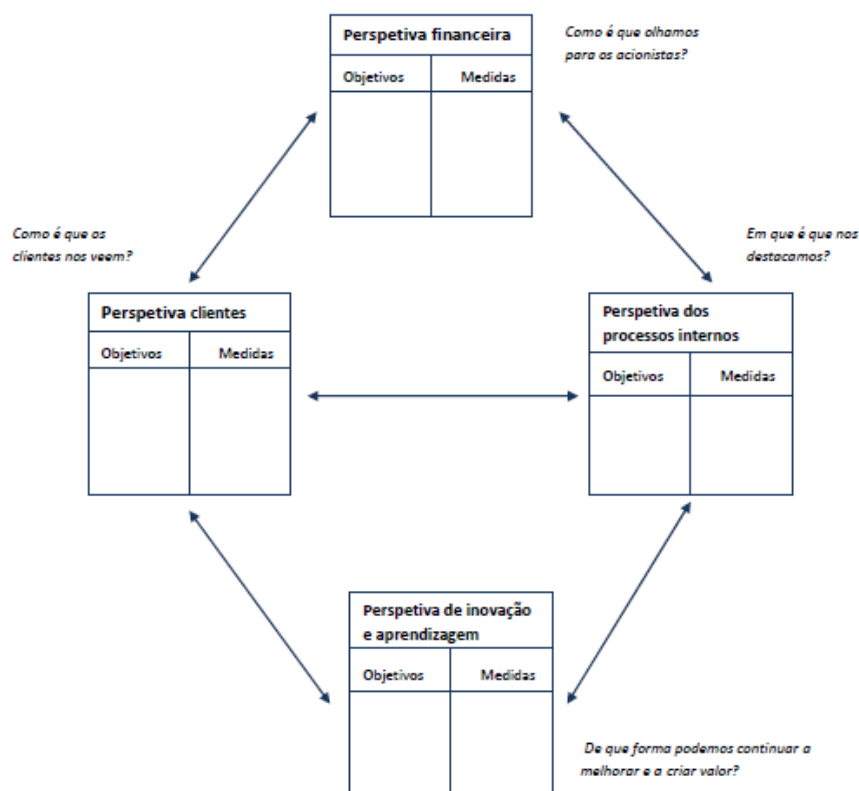 Perspetiva financeira
Objetivos Medidas
Como é que olhamos
para os acionistas?
Como é que os
clientes nos veem?
Em que é que nos
destacamos?
Perspetiva clientes
Objetivos Medidas
Perspetiva dos
processos internos
Objetivos Medidas
Perspetiva de inovação
e aprendizagem
Objetivos Medidas
De que forma podemos continuar a
melhorar e a criar valor?